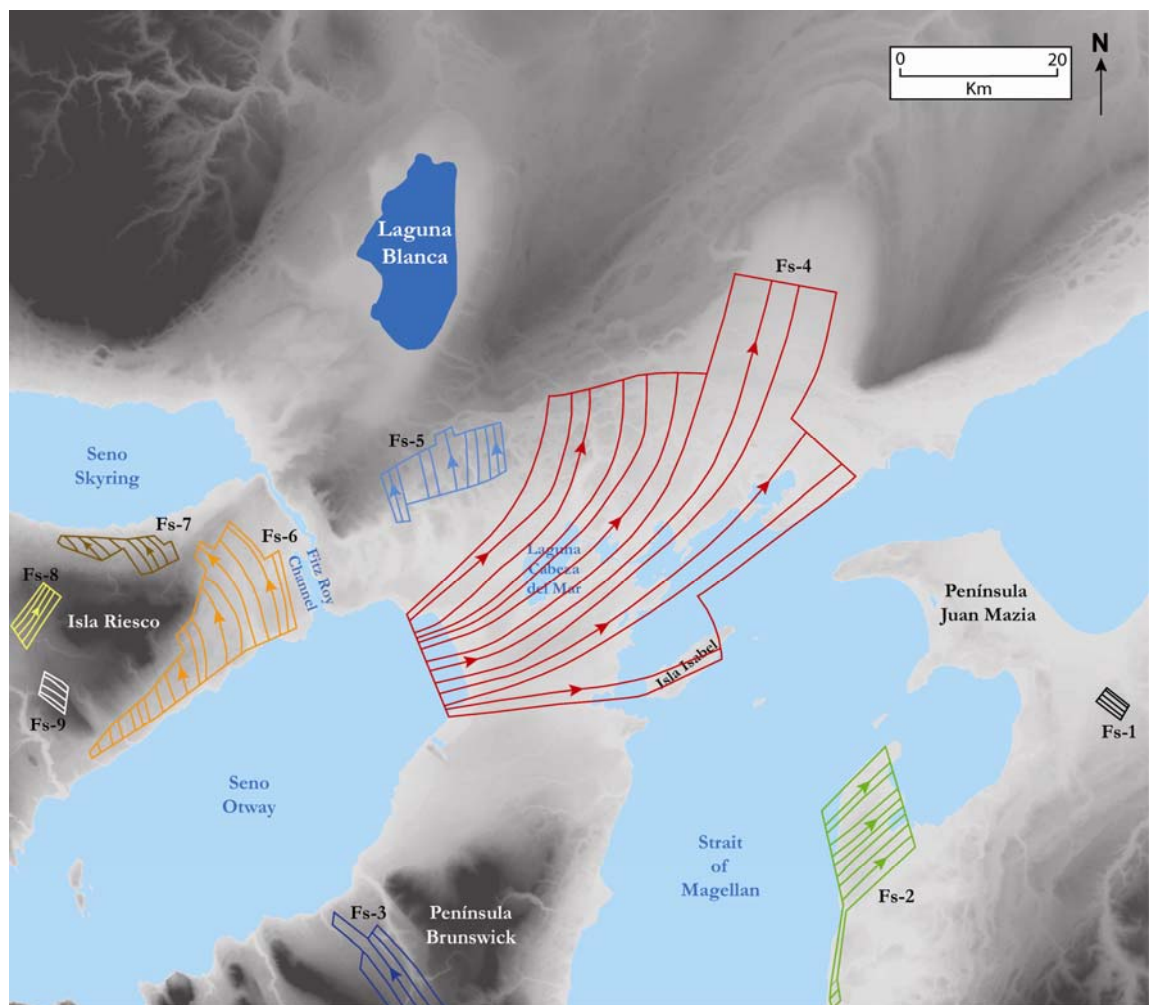 0 20
Km
N
Laguna
Blanca
Fs-4
Fs-5
Seno
Skyring
Fs-7
Fs-6
Fitz Roy
Channel
Fs-8
Isla Riesco
Laguna
Cabeza
del Mar
Península
Juan Mazia
Isla Isabel
Fs-9
Fs-1
Seno
Otway
Strait
of
Magellan
Fs-2
Fs-3
Península
Brunswick